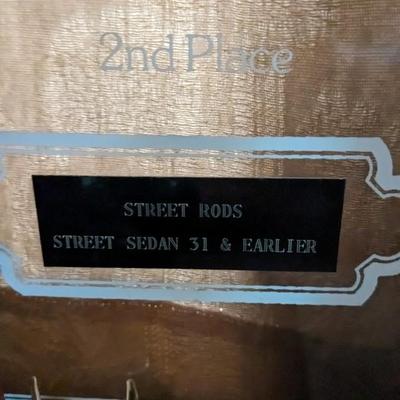 2nd Place
STREET RODS
STREET SEDAN 31 & EARLIER